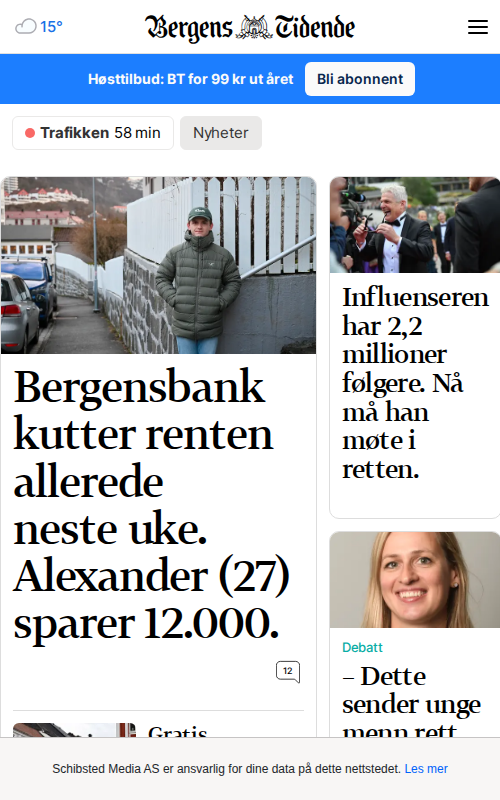 15°
Bergens Tidende
Høsttilbud: BT for 99 kr ut året
Bli abonnent
Trafikken 58 min
Nyheter
Bergensbank
kutter renten
allerede
neste uke.
Alexander (27)
sparer 12.000.
12
Gratis
Influenseren
har 2,2
millioner
følgere. Nå
må han
møte i
retten.
Debatt
– Dette
sender unge
menn rett
Schibsted Media AS er ansvarlig for dine data på dette nettstedet. Les mer